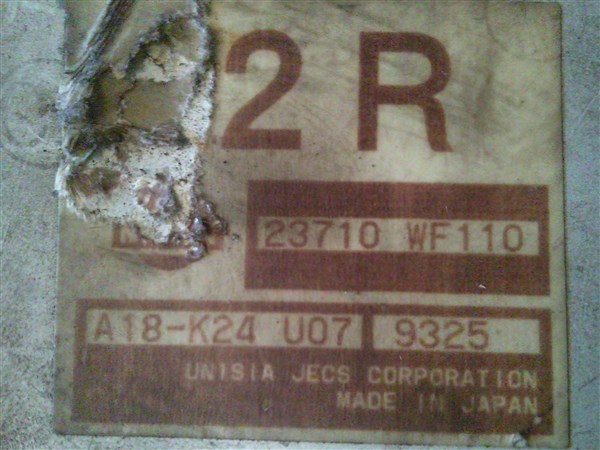 2R
23710 WF110
A18-K24 U07 9325
UNISIA JECS CORPORATION
MADE IN JAPAN